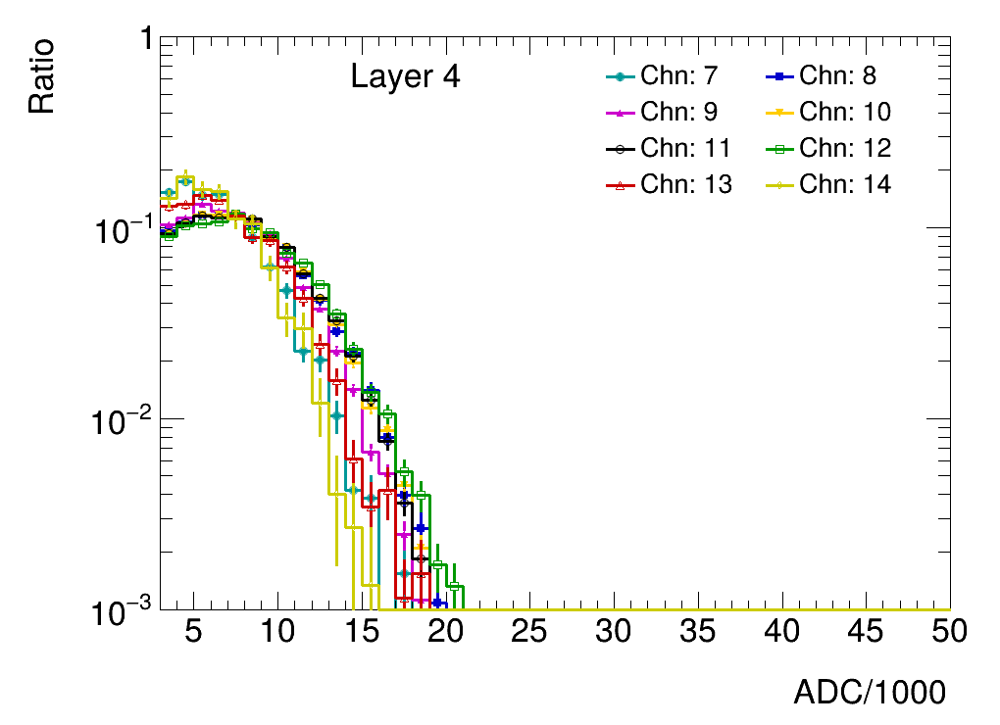 Ratio
Layer 4
Chn: 7 Chn: 8
Chn: 9 Chn: 10
Chn: 11 Chn: 12
Chn: 13 Chn: 14
1
10⁻¹
10⁻²
10⁻³
5 10 15 20 25 30 35 40 45 50
ADC/1000